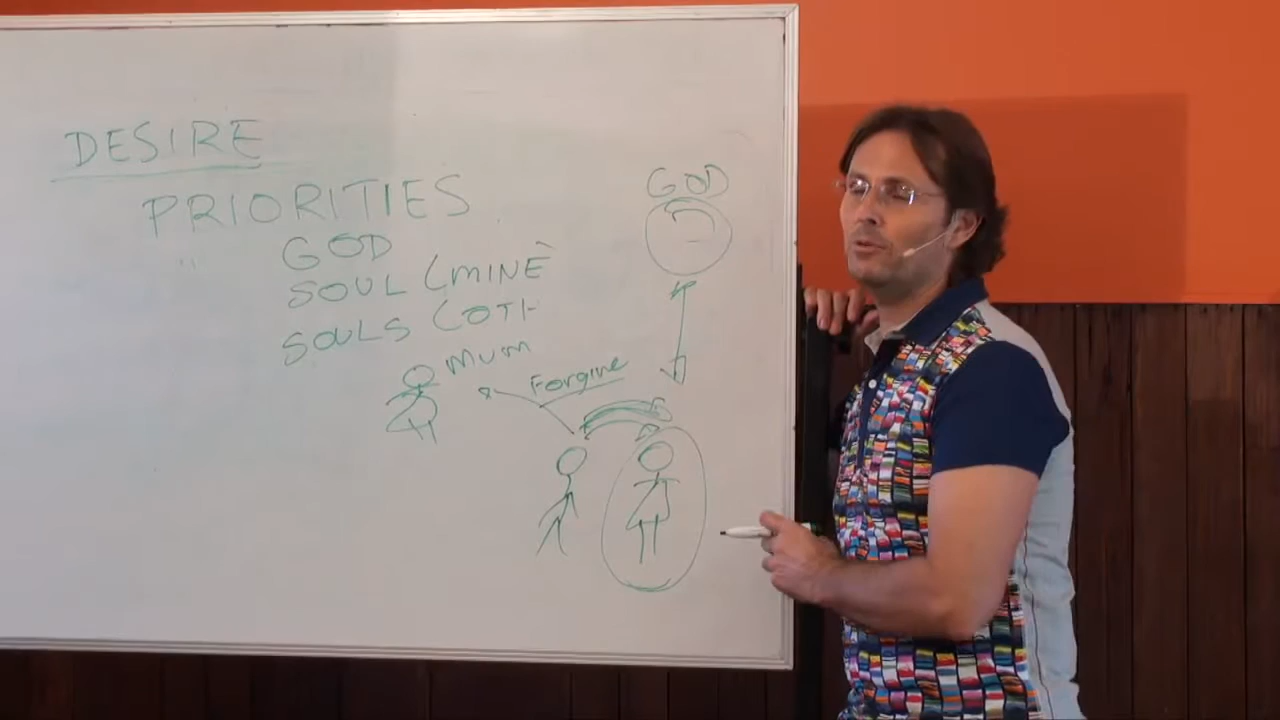 DESIRE
PRIORITIES
GOD
GOD
SOUL (MINE
SOULS (OTH
MUM
Forgive